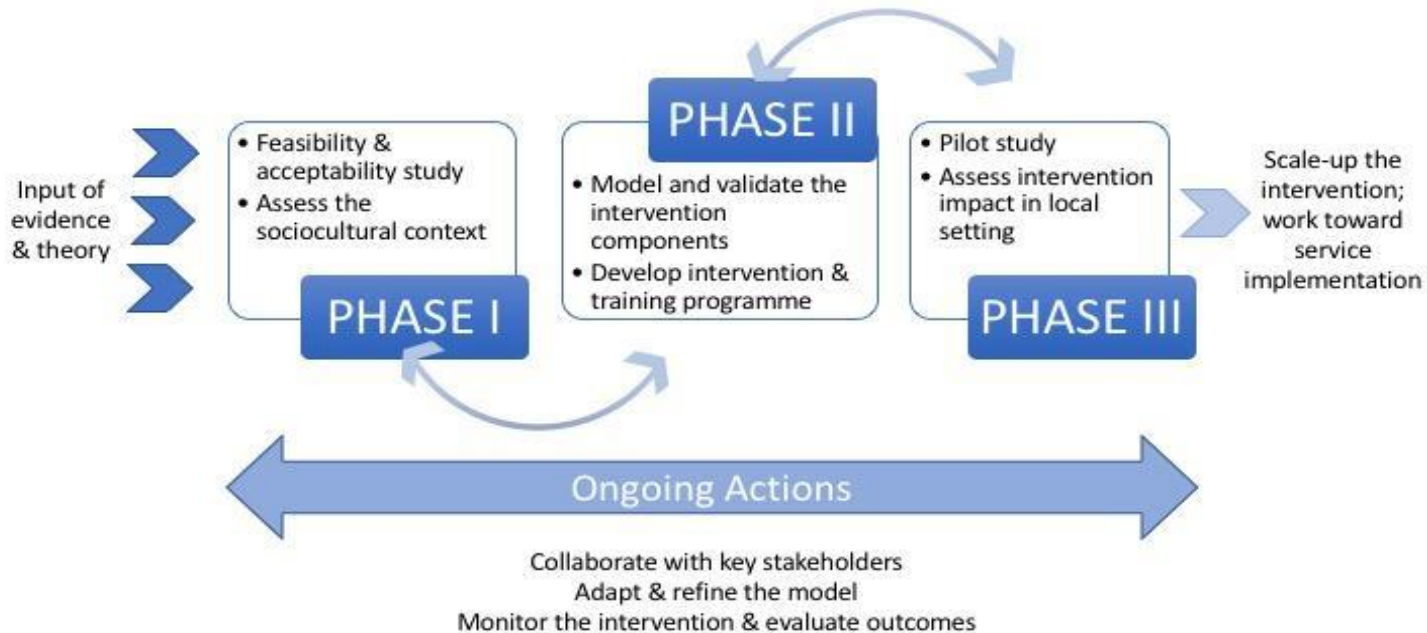 Input of
evidence
& theory
• Feasibility &
acceptability study
• Assess the
sociocultural context
PHASE I
PHASE II
• Model and validate the
intervention
components
• Develop intervention &
training programme
• Pilot study
• Assess intervention
impact in local
setting
PHASE III
Scale-up the
intervention;
work toward
service
implementation
Ongoing Actions
Collaborate with key stakeholders
Adapt & refine the model
Monitor the intervention & evaluate outcomes